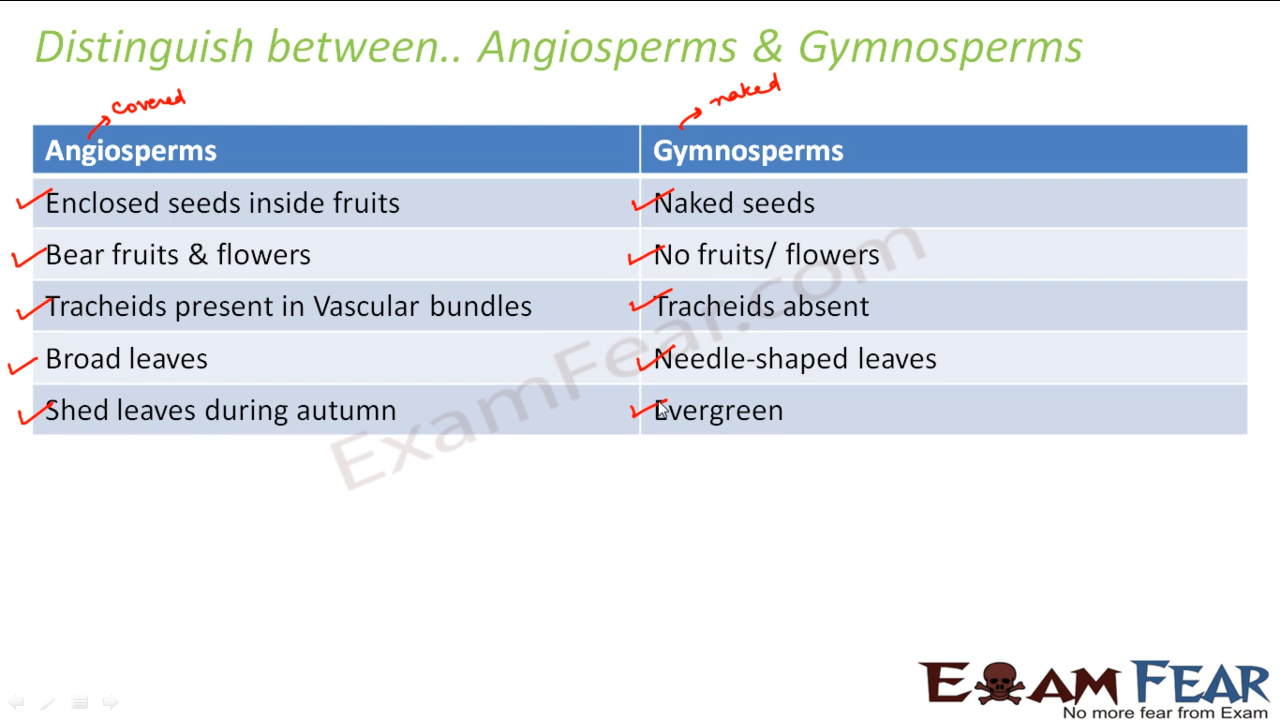 Distinguish between.. Angiosperms & Gymnosperms
covered
naked
Angiosperms
Gymnosperms
Enclosed seeds inside fruits
Naked seeds
Bear fruits & flowers
No fruits/ flowers
Tracheids present in Vascular bundles
Tracheids absent
Broad leaves
Needle-shaped leaves
Shed leaves during autumn
Evergreen
ExamFear.com
EXAM FEAR
No more fear from Exam